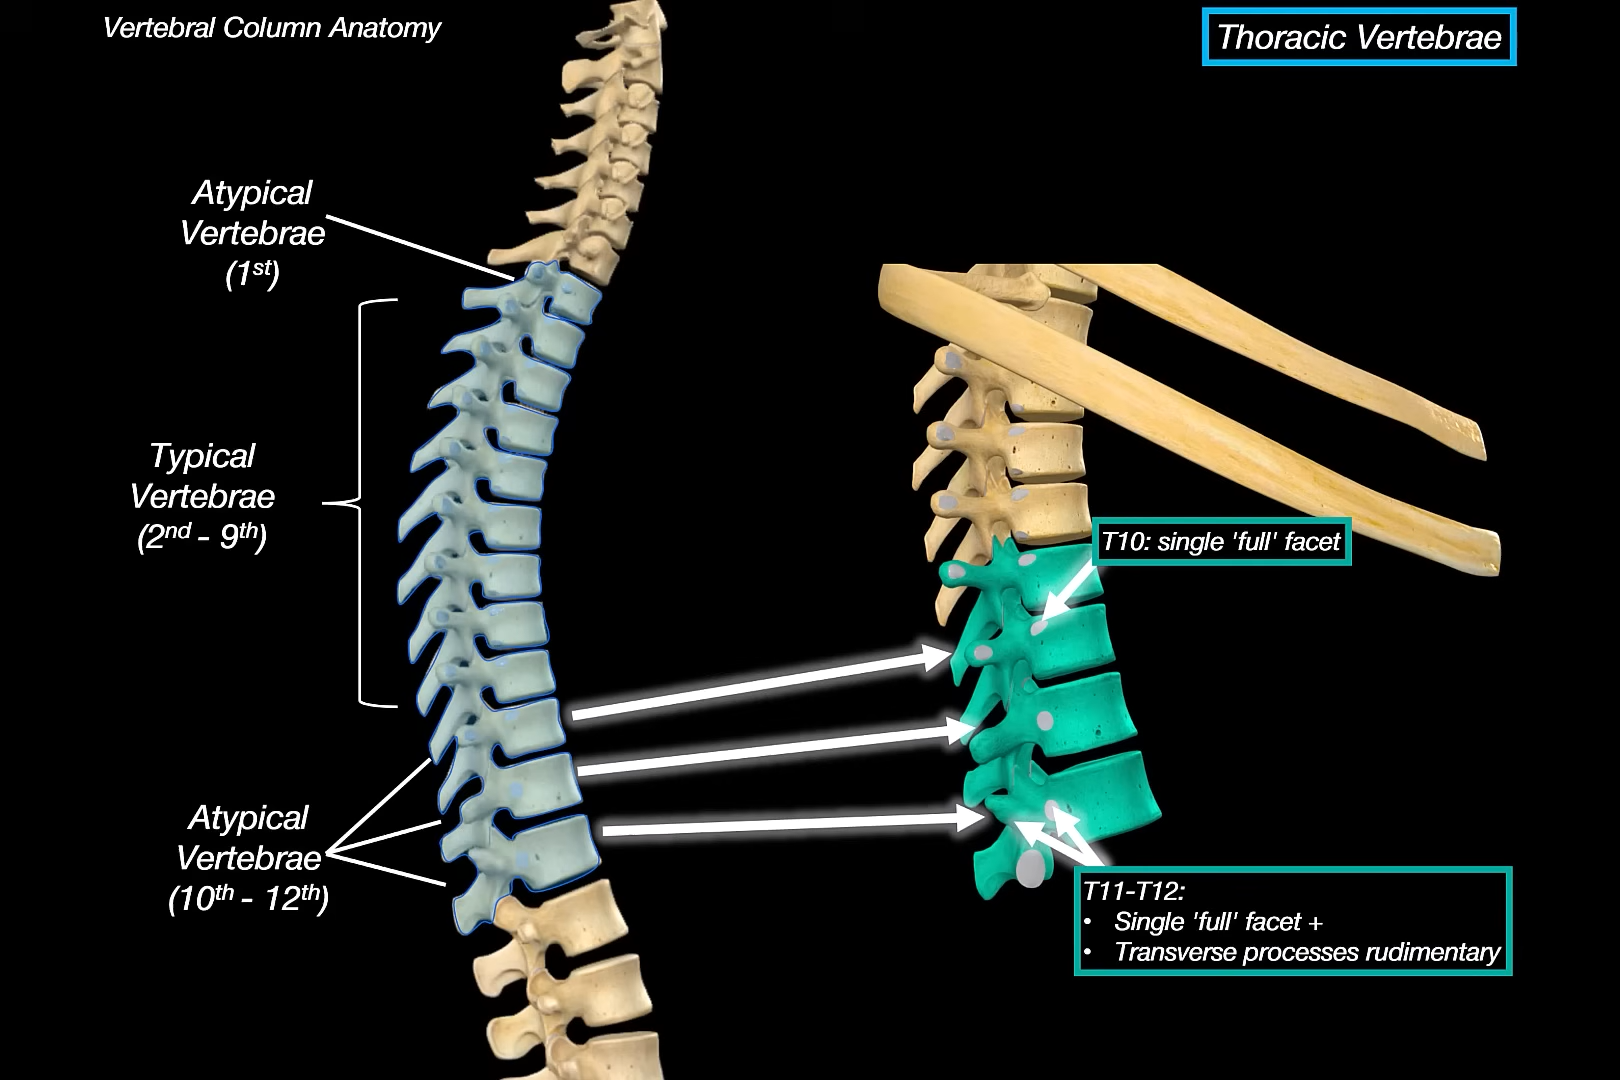 Vertebral Column Anatomy
Thoracic Vertebrae
Atypical
Vertebrae
(1st)
Typical
Vertebrae
(2nd - 9th)
T10: single 'full' facet
Atypical
Vertebrae
(10th - 12th)
T11-T12:
• Single 'full' facet +
• Transverse processes rudimentary